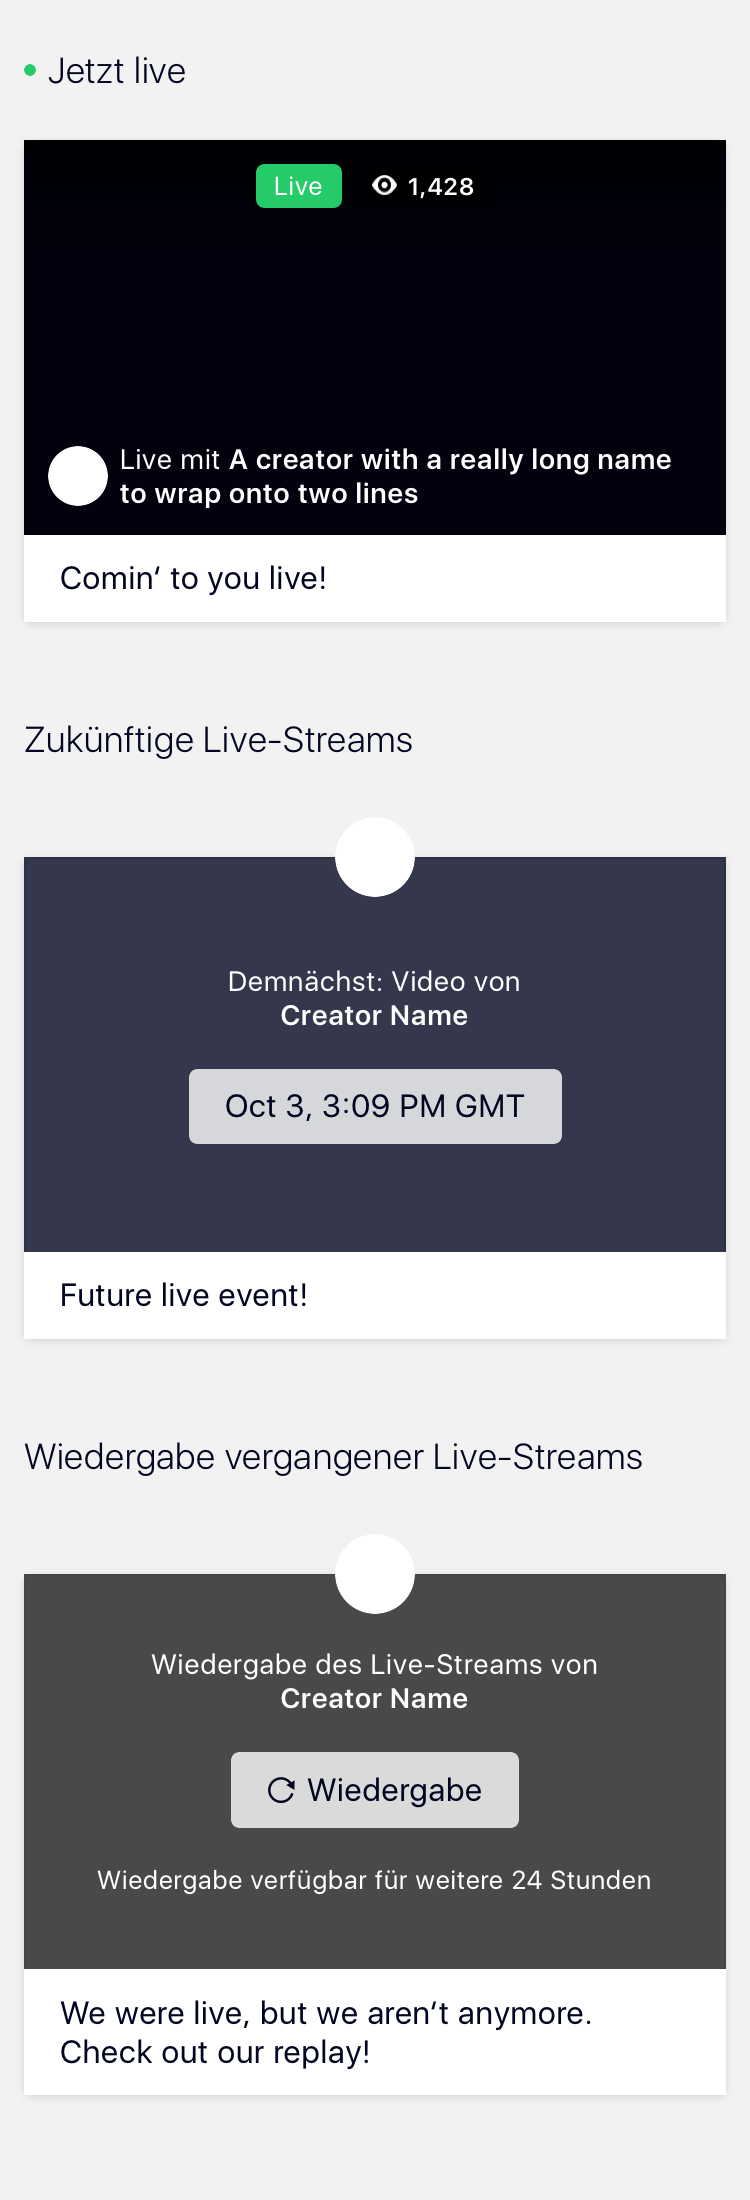 Jetzt live
Live 1,428
Live mit A creator with a really long name
to wrap onto two lines
Comin‘ to you live!
Zukünftige Live-Streams
Demnächst: Video von
Creator Name
Oct 3, 3:09 PM GMT
Future live event!
Wiedergabe vergangener Live-Streams
Wiedergabe des Live-Streams von
Creator Name
Wiedergabe
Wiedergabe verfügbar für weitere 24 Stunden
We were live, but we aren‘t anymore.
Check out our replay!